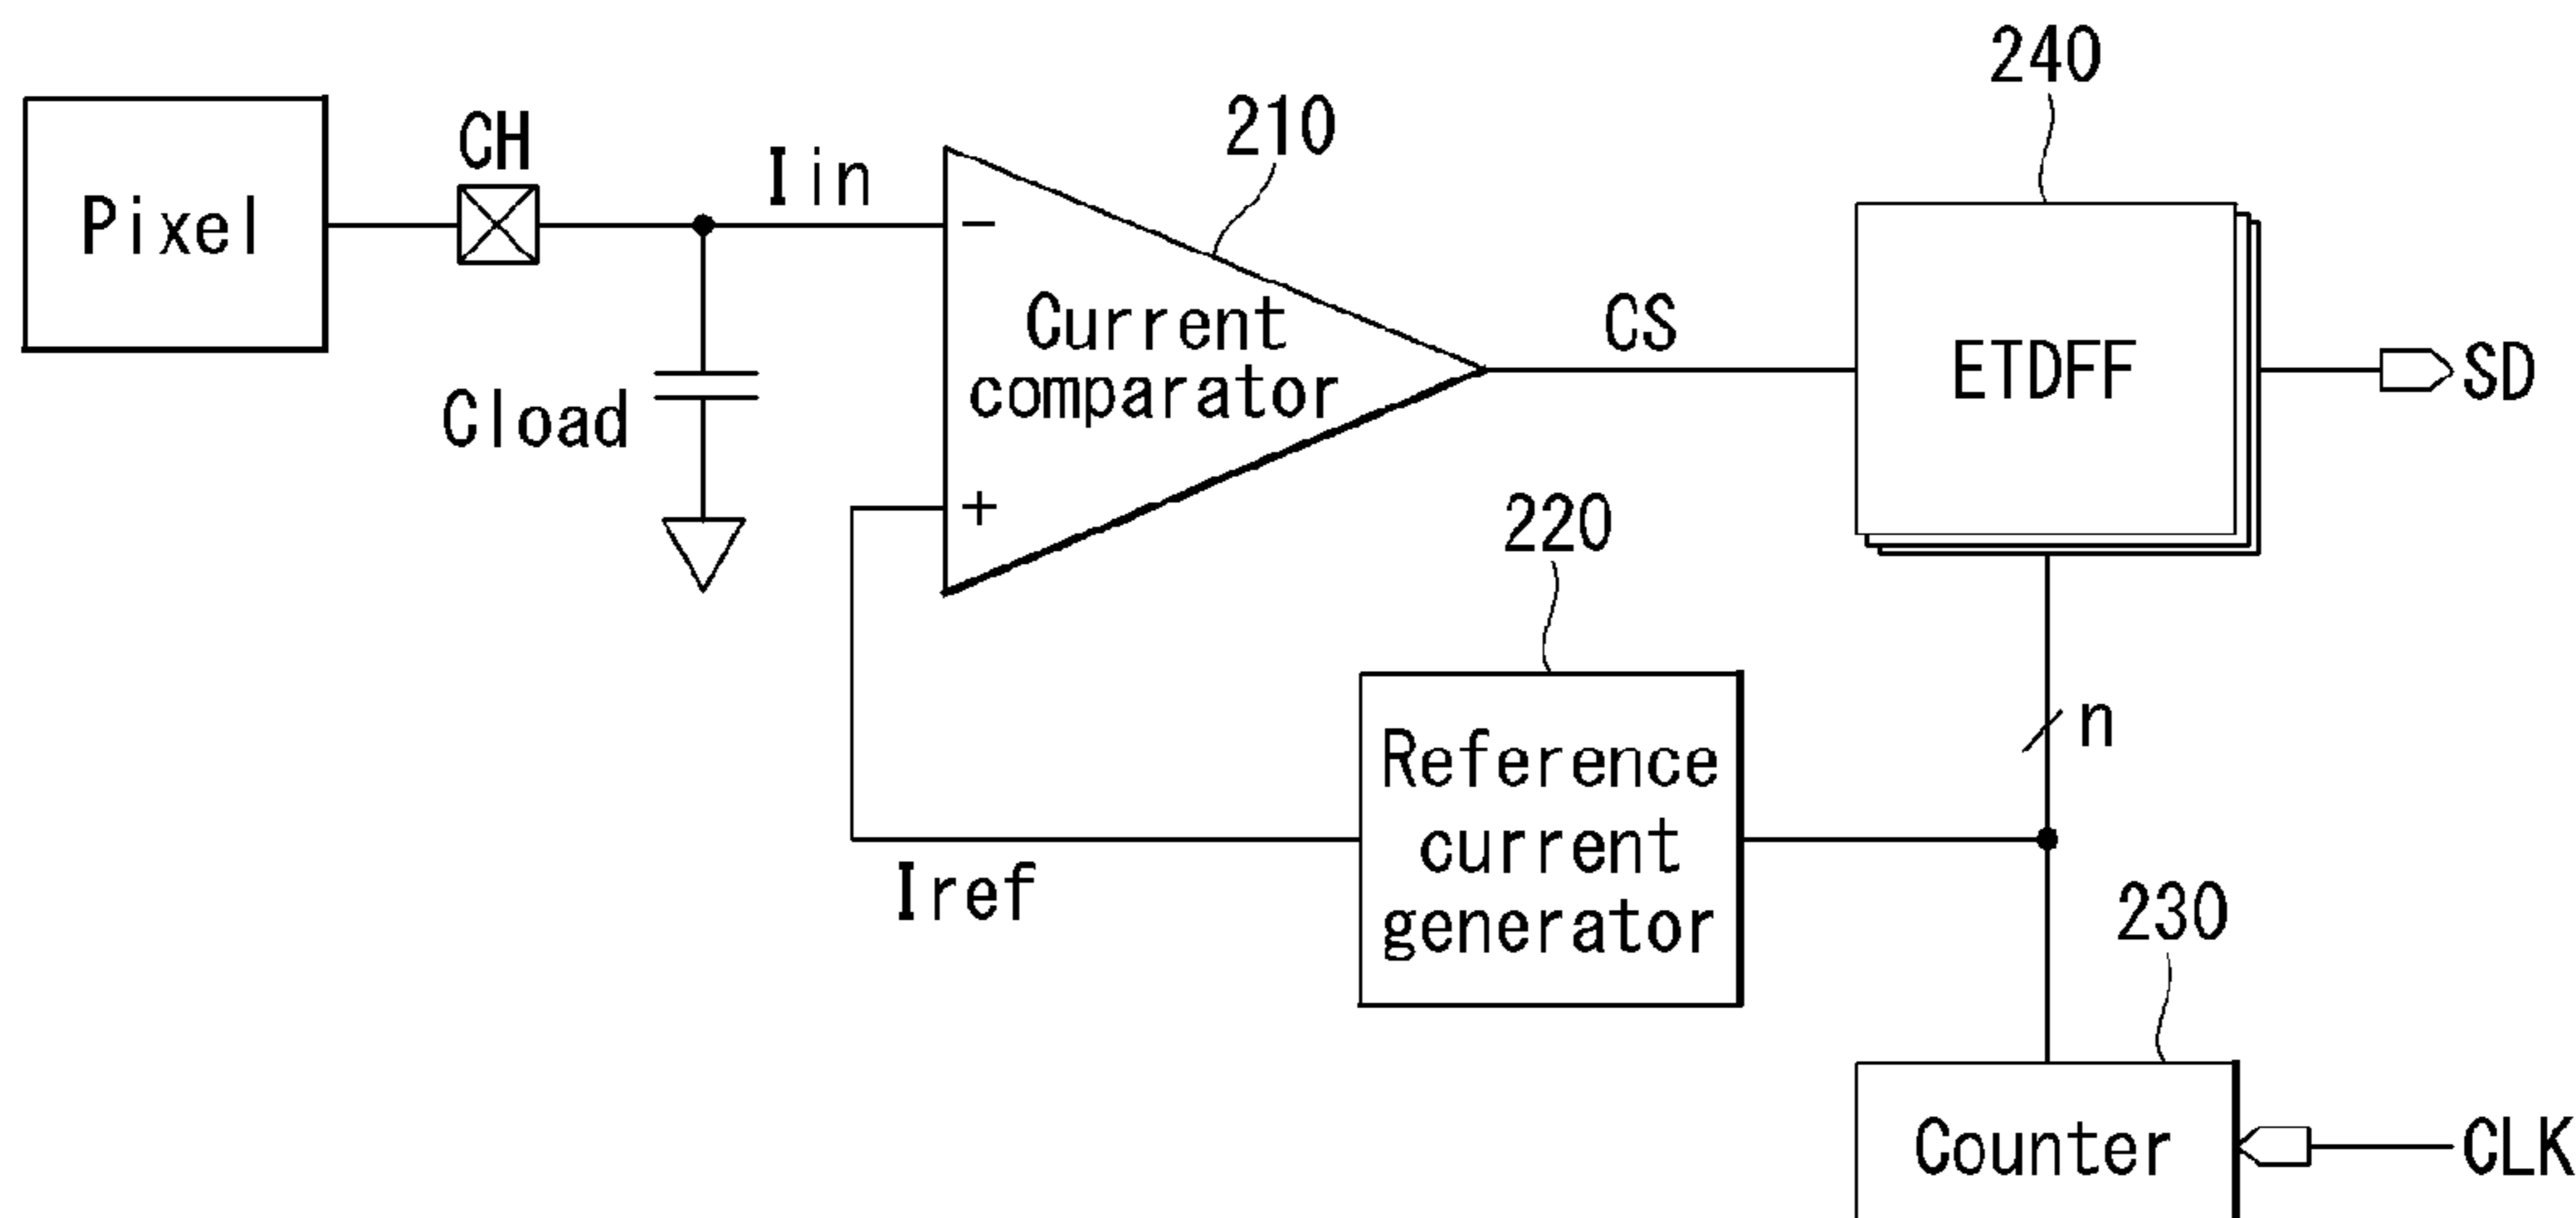 240
210
CH
Iin
Pixel
-
Current
comparator
CS
ETDFF
SD
Cload
+
220
n
Reference
current
generator
Iref
230
Counter
CLK